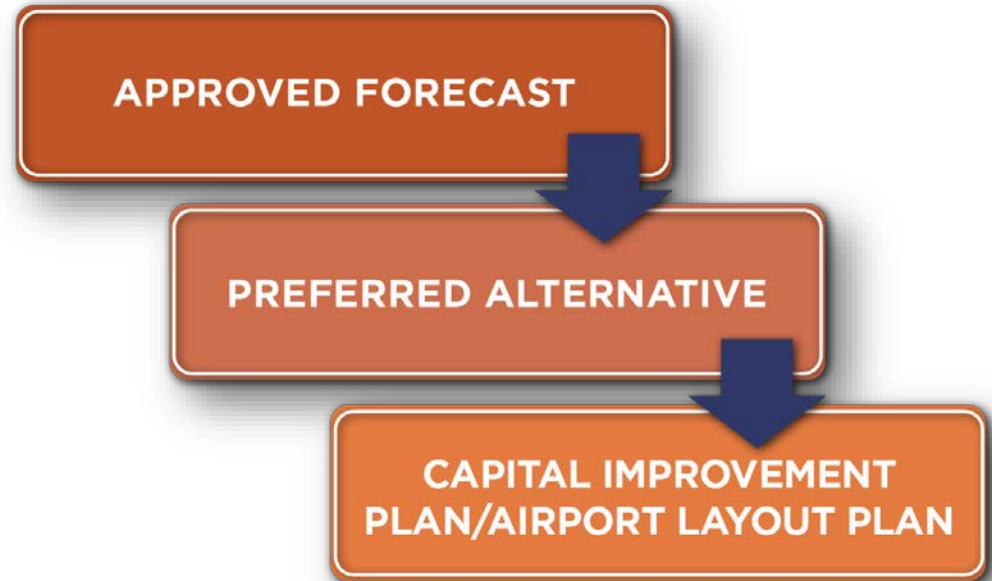 APPROVED FORECAST
PREFERRED ALTERNATIVE
CAPITAL IMPROVEMENT
PLAN/AIRPORT LAYOUT PLAN